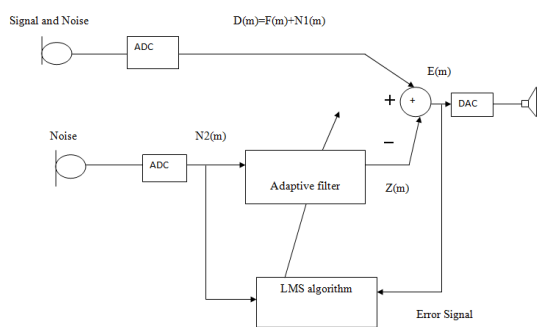 Signal and Noise
D(m)=F(m)+N1(m)
ADC
E(m)
+
+
DAC
Noise
N2(m)
−
ADC
Adaptive filter
Z(m)
LMS algorithm
Error Signal